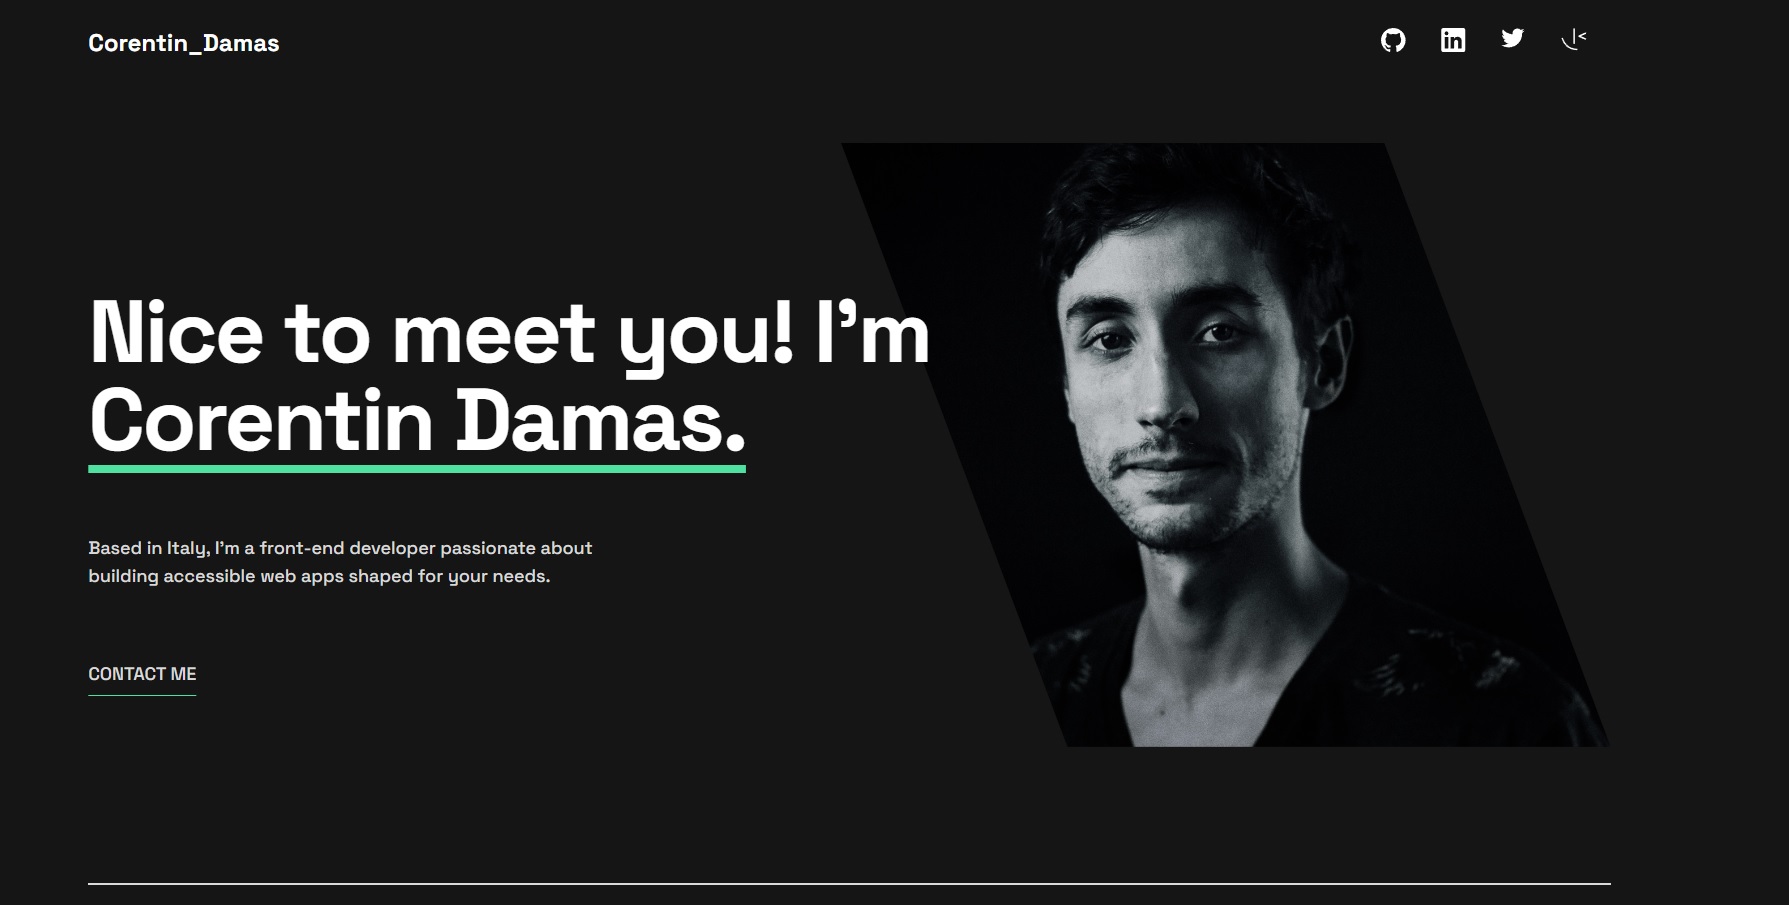 Corentin_Damas
Nice to meet you! I’m
Corentin Damas.
Based in Italy, I’m a front-end developer passionate about
building accessible web apps shaped for your needs.
CONTACT ME